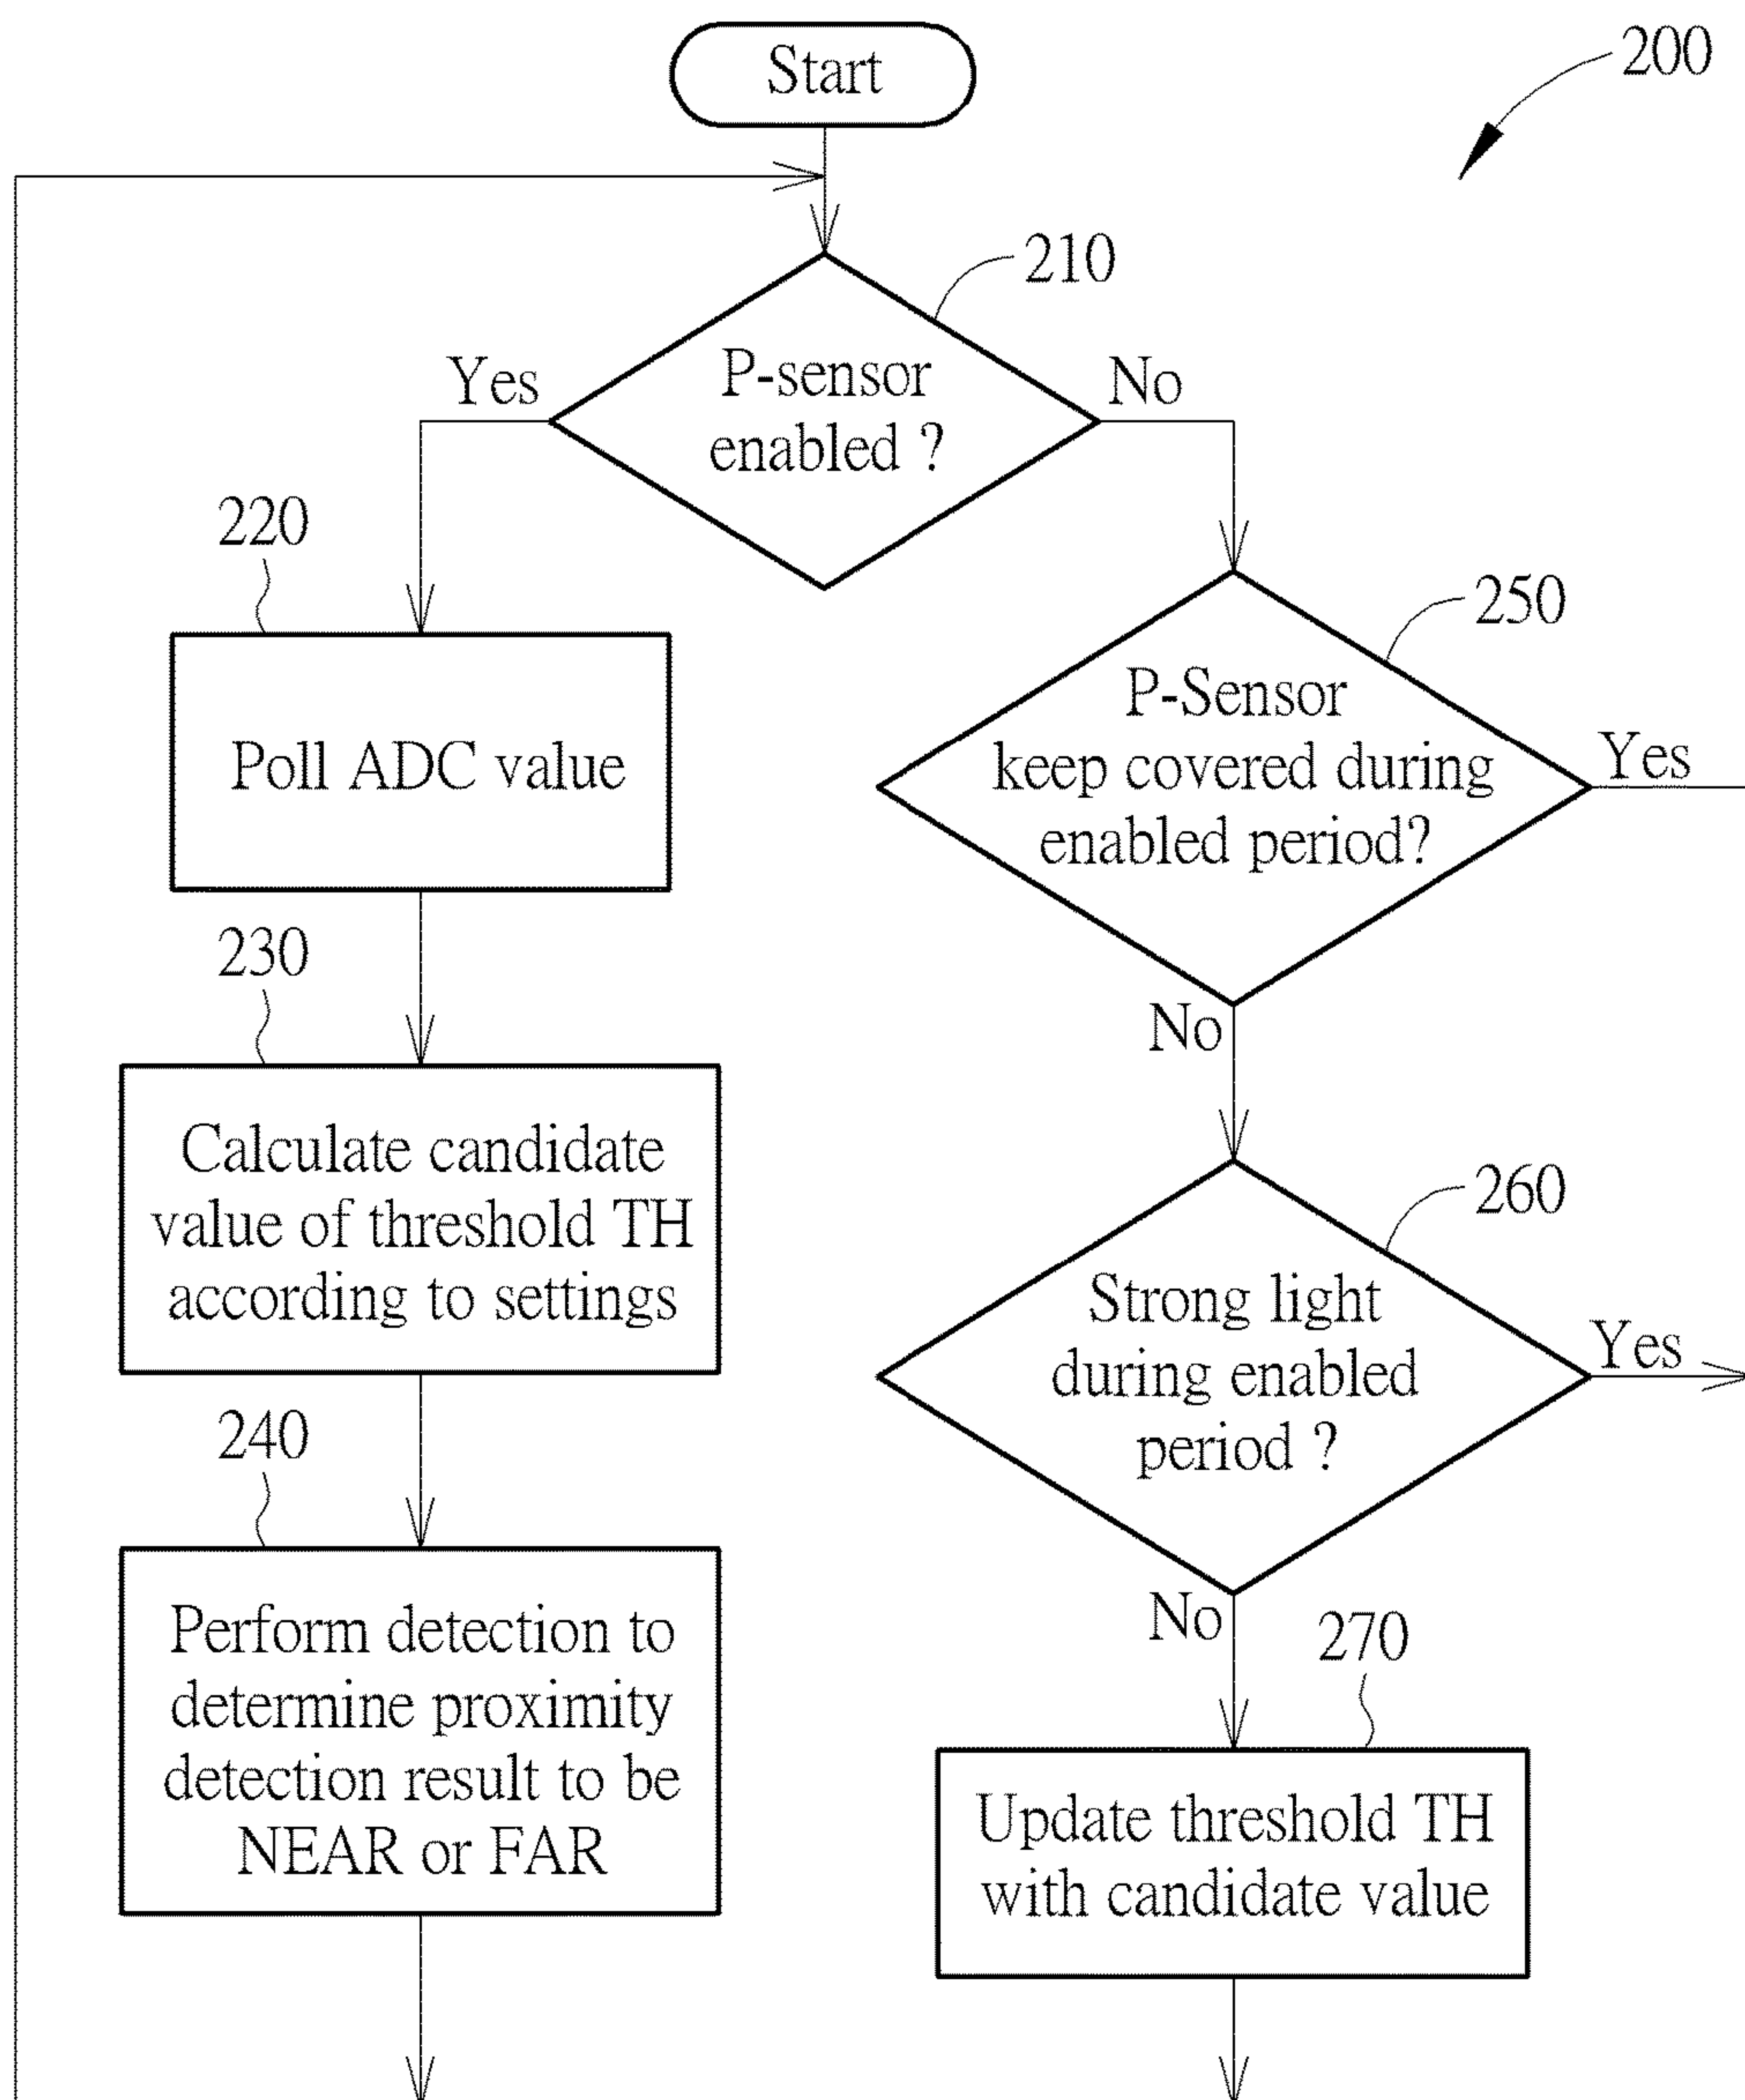 Start
200
210
P-sensor
enabled ?
Yes
No
220
Poll ADC value
250
P-Sensor
keep covered during
enabled period?
Yes
No
230
Calculate candidate
value of threshold TH
according to settings
260
Strong light
during enabled
period ?
Yes
No
240
Perform detection to
determine proximity
detection result to be
NEAR or FAR
270
Update threshold TH
with candidate value